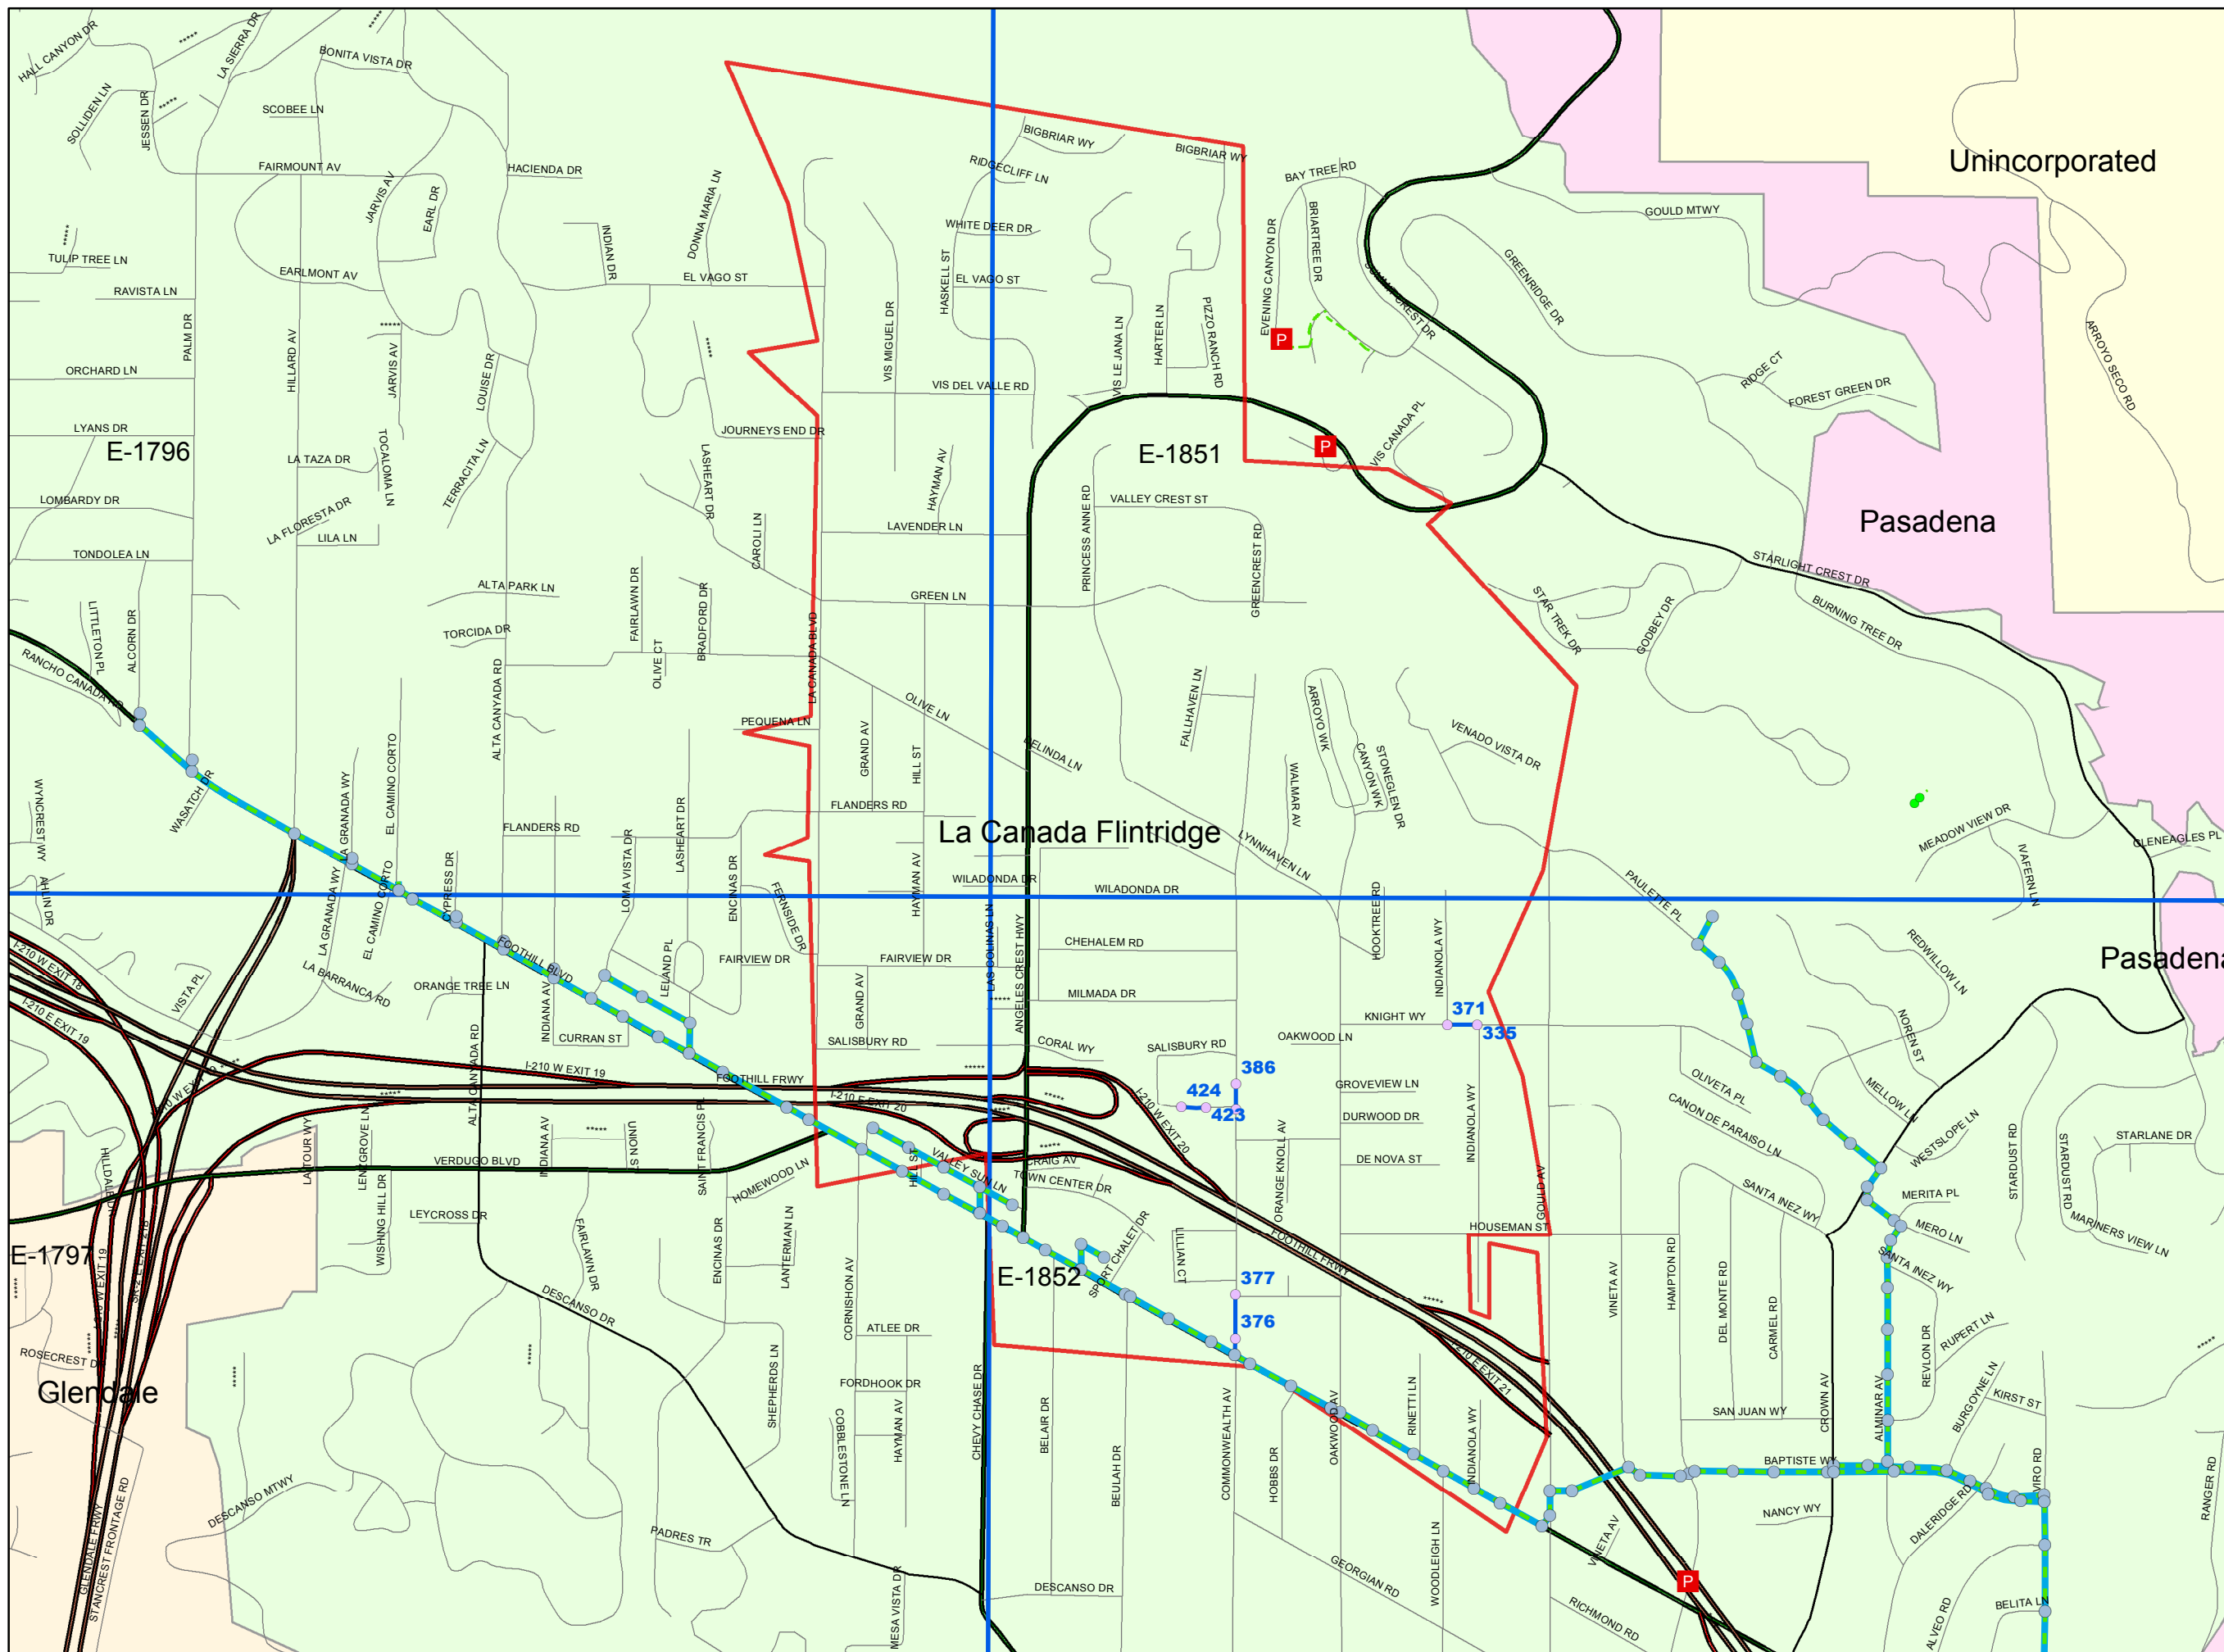 HALL CANYON DR
*****
LA SIERRA DR
*****
BONITA VISTA DR
SOLLIDEN LN
JESSEN DR
*****
SCOBEE LN
BIGBRIAR WY
BIGBRIAR WY
Unincorporated
FAIRMOUNT AV
HACIENDA DR
RIDGECLIFF LN
BAY TREE RD
JARVIS AV
EARL DR
DONNA MARIA LN
GOULD MTWY
*****
WHITE DEER DR
BRIARTREE DR
EVENING CANYON DR
INDIAN DR
TULIP TREE LN
EARLMONT AV
EL VAGO ST
HASKELL ST
EL VAGO ST
SUMMIT CREST DR
GREENRIDGE DR
RAVISTA LN
PALM DR
*****
*****
VIS MIGUEL DR
VIS LE JANA LN
HARTER LN
PIZZO RANCH RD
P
ARROYO SECO RD
HILLARD AV
JARVIS AV
LOUISE DR
ORCHARD LN
VIS DEL VALLE RD
RIDGE CT
FOREST GREEN DR
LYANS DR
E-1796
JOURNEYS END DR
E-1851
P
VIS CANADA PL
LA TAZA DR
TOCALOMA LN
TERRACITA LN
LASHEART DR
HAYMAN AV
LOMBARDY DR
LA FLORESTA DR
LILA LN
VALLEY CREST ST
PRINCESS ANNE RD
Pasadena
LAVENDER LN
CAROLI LN
GREENCREST RD
TONDOLEA LN
STARLIGHT CREST DR
ALTA PARK LN
GREEN LN
LITTLETON PL
ALCORN DR
TORCIDA DR
FAIRLAWN DR
OLIVE CT
BRADFORD DR
LA CANADA BLVD
STAR TREK DR
GODBEY DR
BURNING TREE DR
RANCHO CANADA RD
ALTA CANYADA RD
OLIVE LN
PEQUENA LN
GRAND AV
HILL ST
BELINDA LN
FALLHAVEN LN
ARROYO WK
CANYON WK
STONEGLEN DR
VENADO VISTA DR
WALMAR AV
WYNCREST WY
WASATCH DR
LA GRANADA WY
EL CAMINO CORTO
FLANDERS RD
FLANDERS RD
LASHEART DR
LOMA VISTA DR
La Canada Flintridge
LYNNHAVEN LN
MEADOW VIEW DR
GLENEAGLES PL
IVAFERN LN
AHLIN DR
LA GRANADA WY
EL CAMINO CORTO
CYPRESS DR
ENCINAS DR
FERNSIDE DR
HAYMAN AV
WILADONDA DR
WILADONDA DR
HOOKTREE RD
INDIANOLA WY
PAULETTE PL
I-210 W EXIT 18
FOOTHILL BLVD
LELAND PL
FAIRVIEW DR
FAIRVIEW DR
LAS COLINAS LN
ANGELES CREST HWY
CHEHALEM RD
REDWILLOW LN
Pasadena
VISTA PL
LA BARRANCA RD
ORANGE TREE LN
INDIANA AV
GRAND AV
*****
MILMADA DR
371
I-210 E EXIT 19
CURRAN ST
SALISBURY RD
CORAL WY
SALISBURY RD
OAKWOOD LN
KNIGHT WY
335
NOREN ST
ALTA CANYADA RD
I-210 W EXIT 19
FOOTHILL FRWY
*****
386
GROVEVIEW LN
OLIVETA PL
MELLOW LN
*****
I-210 E EXIT 20
*****
*****
424
423
I-210 W EXIT 20
DURWOOD DR
CANON DE PARAISO LN
WESTSLOPE LN
LATOUR WY
LENZGROVE LN
INDIANA AV
*****
UNION ST
SAINT FRANCIS PL
HILLDALE DR
VERDUGO BLVD
HOMEWOOD LN
HILL ST
VALLEY SUN LN
*****
CRAIG AV
TOWN CENTER DR
DE NOVA ST
ORANGE KNOLL AV
INDIANOLA WY
GOULD AV
STARLANE DR
STARDUST RD
STARDUST RD
WISHING HILL DR
LEYCROSS DR
SANTA INEZ WY
MERITA PL
MERO LN
MARINERS VIEW LN
E-1797
FAIRLAWN DR
ENCINAS DR
LANTERMAN LN
SPORT CHALET DR
LILLIAN CT
FOOTHILL FRWY
HOUSEMAN ST
SANTA INEZ WY
*****
E-1852
377
DESCANSO DR
CORNISHON AV
376
*****
VINETA AV
HAMPTON RD
DEL MONTE RD
CARMEL RD
RUPERT LN
*****
ROSECREST DR
*****
*****
*****
ATLEE DR
I-210 E EXIT 21
REVLON DR
Glendale
SHEPHERDS LN
FORDHOOK DR
CHEVY CHASE DR
BELAIR DR
COMMONWEALTH AV
OAKWOOD AV
RINETTI LN
INDIANOLA WY
SAN JUAN WY
CROWN AV
ALMINAR AV
BURGOYNE LN
KIRST ST
COBBLESTONE LN
HAYMAN AV
BEULAH DR
HOBBS DR
BAPTISTE WY
VIRO RD
RANGER RD
DESCANSO MTWY
GLENDALE FRWY
STANCREST FRONTAGE RD
PADRES TR
NANCY WY
DALERIDGE RD
VINETA AV
WOODLEIGH LN
GEORGIAN RD
P
MESA VISTA DR
DESCANSO DR
RICHMOND RD
ALVEO RD
BELITA LN